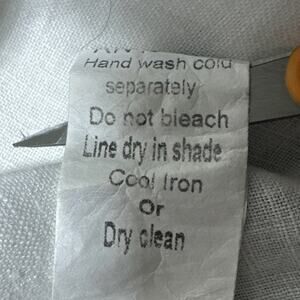 Hand wash cold
separately
Do not bleach
Line dry in shade
Cool Iron
Or
Dry clean